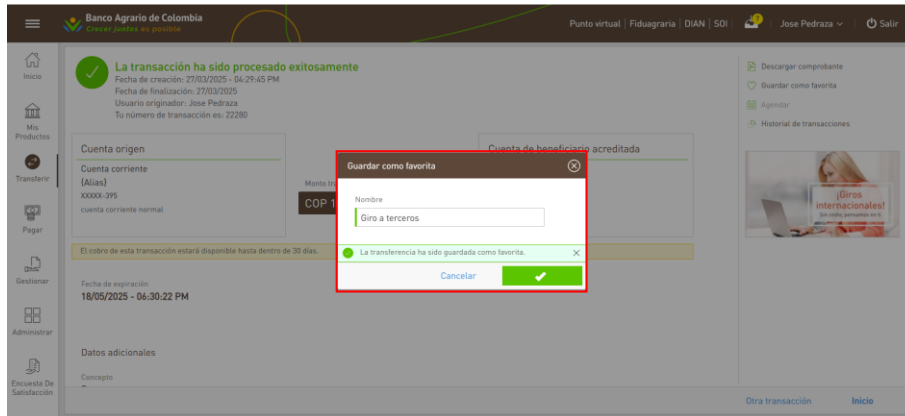 Banco Agrario de Colombia
Crecer juntos es posible
Punto virtual | Fiduagraria | DIAN | SOI
Jose Pedraza
Salir
Inicio
Mis
Productos
Transferir
Pagar
Gestionar
Administrar
Encuesta De
Satisfacción
La transacción ha sido procesado exitosamente
Fecha de creación: 27/03/2025 - 04:29:45 PM
Fecha de finalización: 27/03/2025
Usuario originador: Jose Pedraza
Tu número de transacción es: 22280
Cuenta origen
Cuenta corriente
(Alias)
XXXXX-395
cuenta corriente normal
Monto tra
COP 1
Cuenta de beneficiario acreditada
El cobro de esta transacción estará disponible hasta dentro de 30 días.
Fecha de expiración
18/05/2025 - 06:30:22 PM
Datos adicionales
Concepto
Guardar como favorita
Nombre
Giro a terceros
La transferencia ha sido guardada como favorita.
Cancelar
Descargar comprobante
Guardar como favorita
Agendar
Historial de transacciones
¡Giros
internacionales!
Otra transacción
Inicio